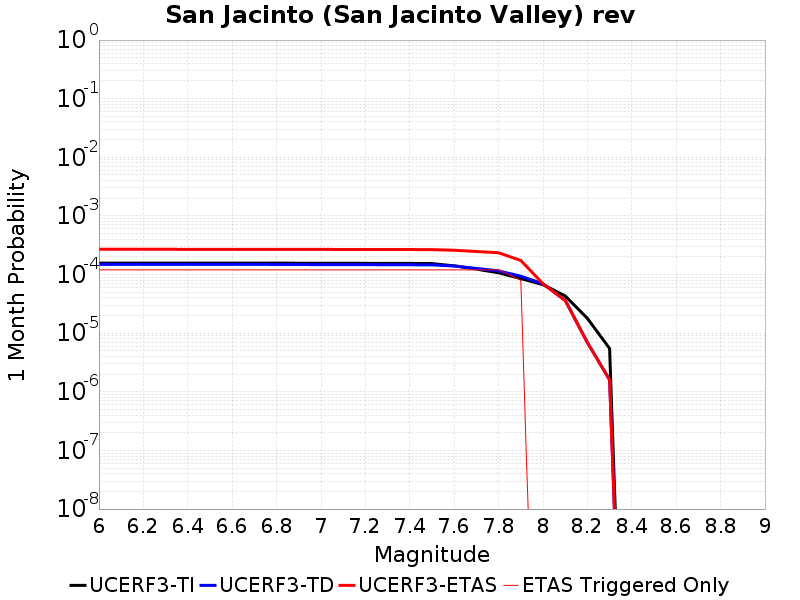 San Jacinto (San Jacinto Valley) rev
10^0
10^-1
10^-2
10^-3
10^-4
10^-5
10^-6
10^-7
10^-8
1 Month Probability
6 6.2 6.4 6.6 6.8 7 7.2 7.4 7.6 7.8 8 8.2 8.4 8.6 8.8 9
Magnitude
UCERF3-TI UCERF3-TD UCERF3-ETAS ETAS Triggered Only